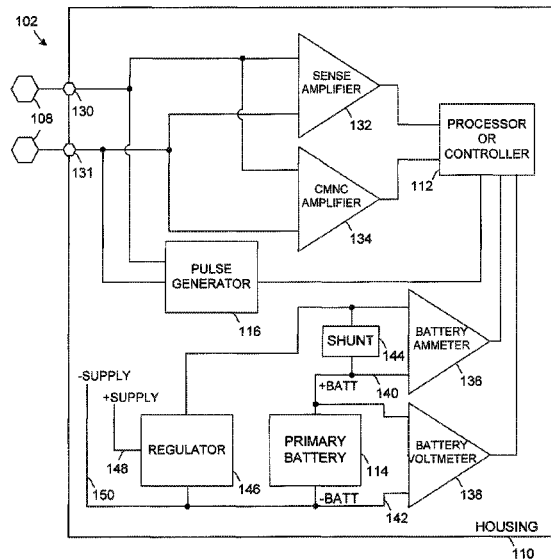 102
108
130
131
SENSE
AMPLIFIER
132
CMNC
AMPLIFIER
134
PROCESSOR
OR
CONTROLLER
112
PULSE
GENERATOR
116
SHUNT
144
BATTERY
AMMETER
136
+BATT
140
-SUPPLY
+SUPPLY
REGULATOR
146
148
150
PRIMARY
BATTERY
114
BATTERY
VOLTMETER
138
-BATT
142
HOUSING
110